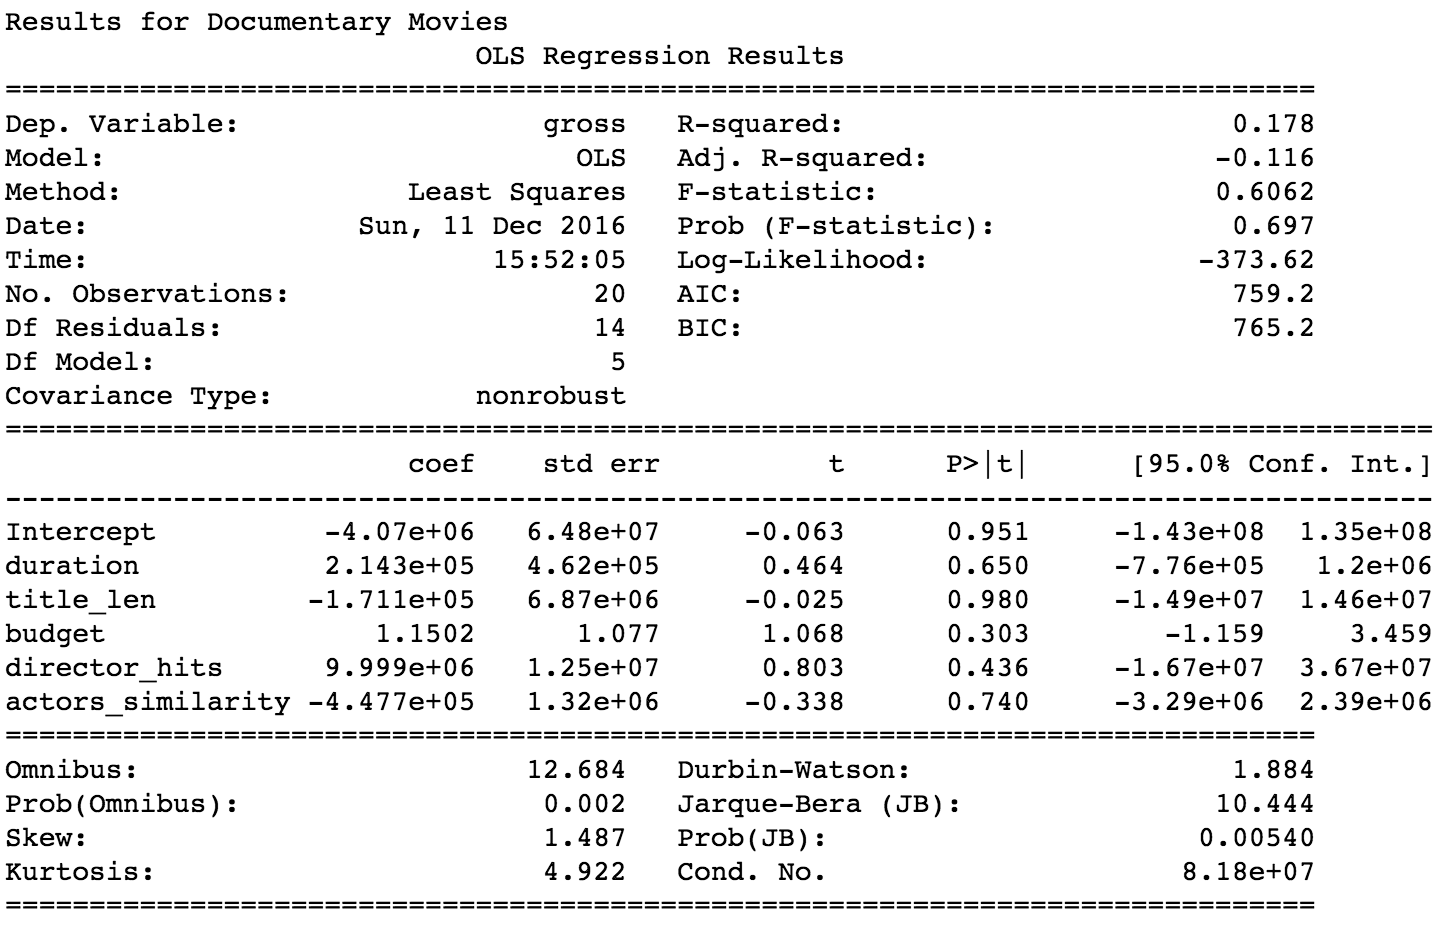 Results for Documentary Movies
OLS Regression Results
==============================================================================
Dep. Variable: gross R-squared: 0.178
Model: OLS Adj. R-squared: -0.116
Method: Least Squares F-statistic: 0.6062
Date: Sun, 11 Dec 2016 Prob (F-statistic): 0.697
Time: 15:52:05 Log-Likelihood: -373.62
No. Observations: 20 AIC: 759.2
Df Residuals: 14 BIC: 765.2
Df Model: 5
Covariance Type: nonrobust
=====================================================================================
coef std err t P>|t| [95.0% Conf. Int.]
-------------------------------------------------------------------------------------
Intercept -4.07e+06 6.48e+07 -0.063 0.951 -1.43e+08 1.35e+08
duration 2.143e+05 4.62e+05 0.464 0.650 -7.76e+05 1.2e+06
title_len -1.711e+05 6.87e+06 -0.025 0.980 -1.49e+07 1.46e+07
budget 1.1502 1.077 1.068 0.303 -1.159 3.459
director_hits 9.999e+06 1.25e+07 0.803 0.436 -1.67e+07 3.67e+07
actors_similarity -4.477e+05 1.32e+06 -0.338 0.740 -3.29e+06 2.39e+06
==============================================================================
Omnibus: 12.684 Durbin-Watson: 1.884
Prob(Omnibus): 0.002 Jarque-Bera (JB): 10.444
Skew: 1.487 Prob(JB): 0.00540
Kurtosis: 4.922 Cond. No. 8.18e+07
==============================================================================